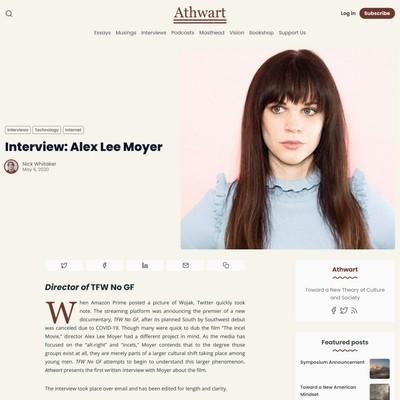 Athwart
Log in
Subscribe
Essays Musings Interviews Podcasts Masthead Vision Bookshop Support Us
Interviews Technology Internet
Interview: Alex Lee Moyer
Nick Whitaker
May 6, 2020
Director of TFW No GF
When Amazon Prime posted a picture of Wojak, Twitter quickly took
note. The streaming platform was announcing the premier of a new
documentary, TFW No GF, after its planned South by Southwest debut
was canceled due to COVID-19. Though many were quick to dub the film "The Incel
Movie," director Alex Lee Moyer had a different project in mind. As the media has
focused on the "alt-right" and "incels," Moyer contends that to the degree those
groups exist at all, they are merely parts of a larger cultural shift taking place among
young men. TFW No GF attempts to begin to understand this larger phenomenon.
Athwart presents the first written interview with Moyer about the film.
The interview took place over email and has been edited for length and clarity.
Athwart
Toward a New Theory of Culture
and Society
Featured posts
Symposium Announcement
Toward a New American
Mindset